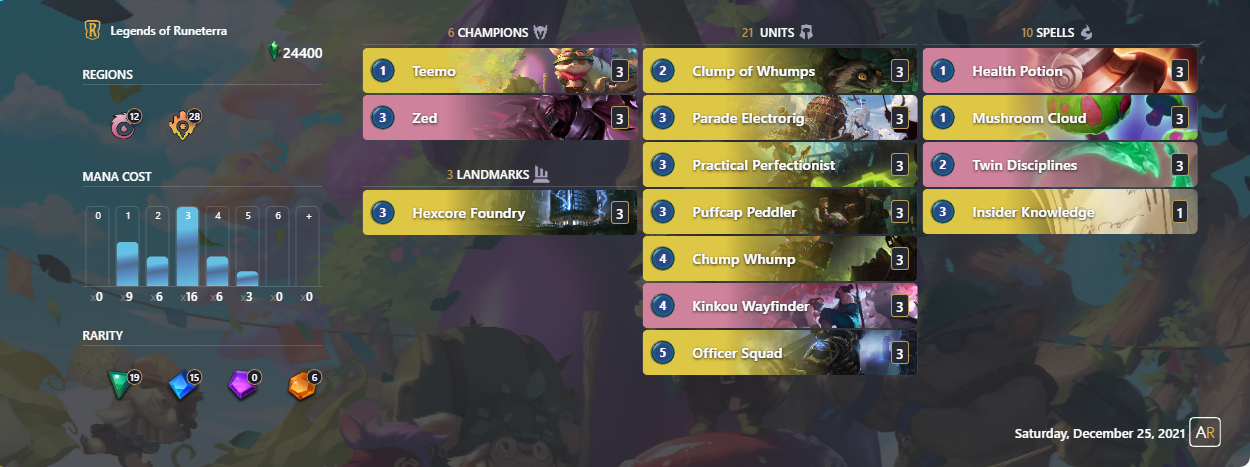 Legends of Runeterra
24400
REGIONS
12
28
MANA COST
0 1 2 3 4 5 6 +
x0 x9 x6 x16 x6 x3 x0 x0
RARITY
19
15
0
6
6 CHAMPIONS
1 Teemo 3
3 Zed 3
3 LANDMARKS
3 Hexcore Foundry 3
21 UNITS
2 Clump of Whumps 3
3 Parade Electrorig 3
3 Practical Perfectionist 3
3 Puffcap Peddler 3
4 Chump Whump 3
4 Kinkou Wayfinder 3
5 Officer Squad 3
10 SPELLS
1 Health Potion 3
1 Mushroom Cloud 3
2 Twin Disciplines 3
3 Insider Knowledge 1
Saturday, December 25, 2021 AR